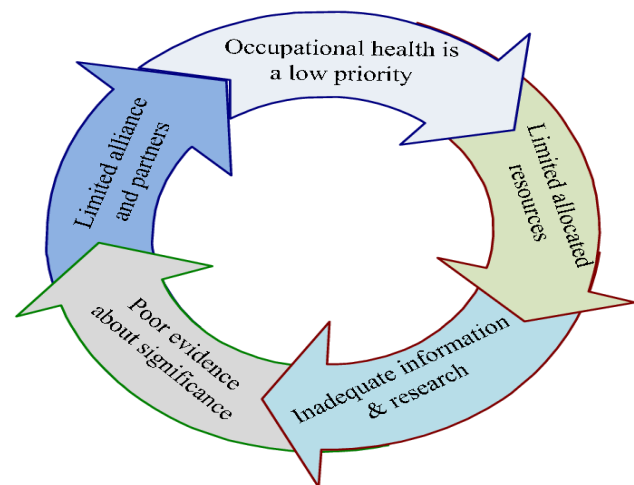 Occupational health is
a low priority
Limited allocated
resources
Inadequate information
& research
Poor evidence
about significance
Limited alliance
and partners